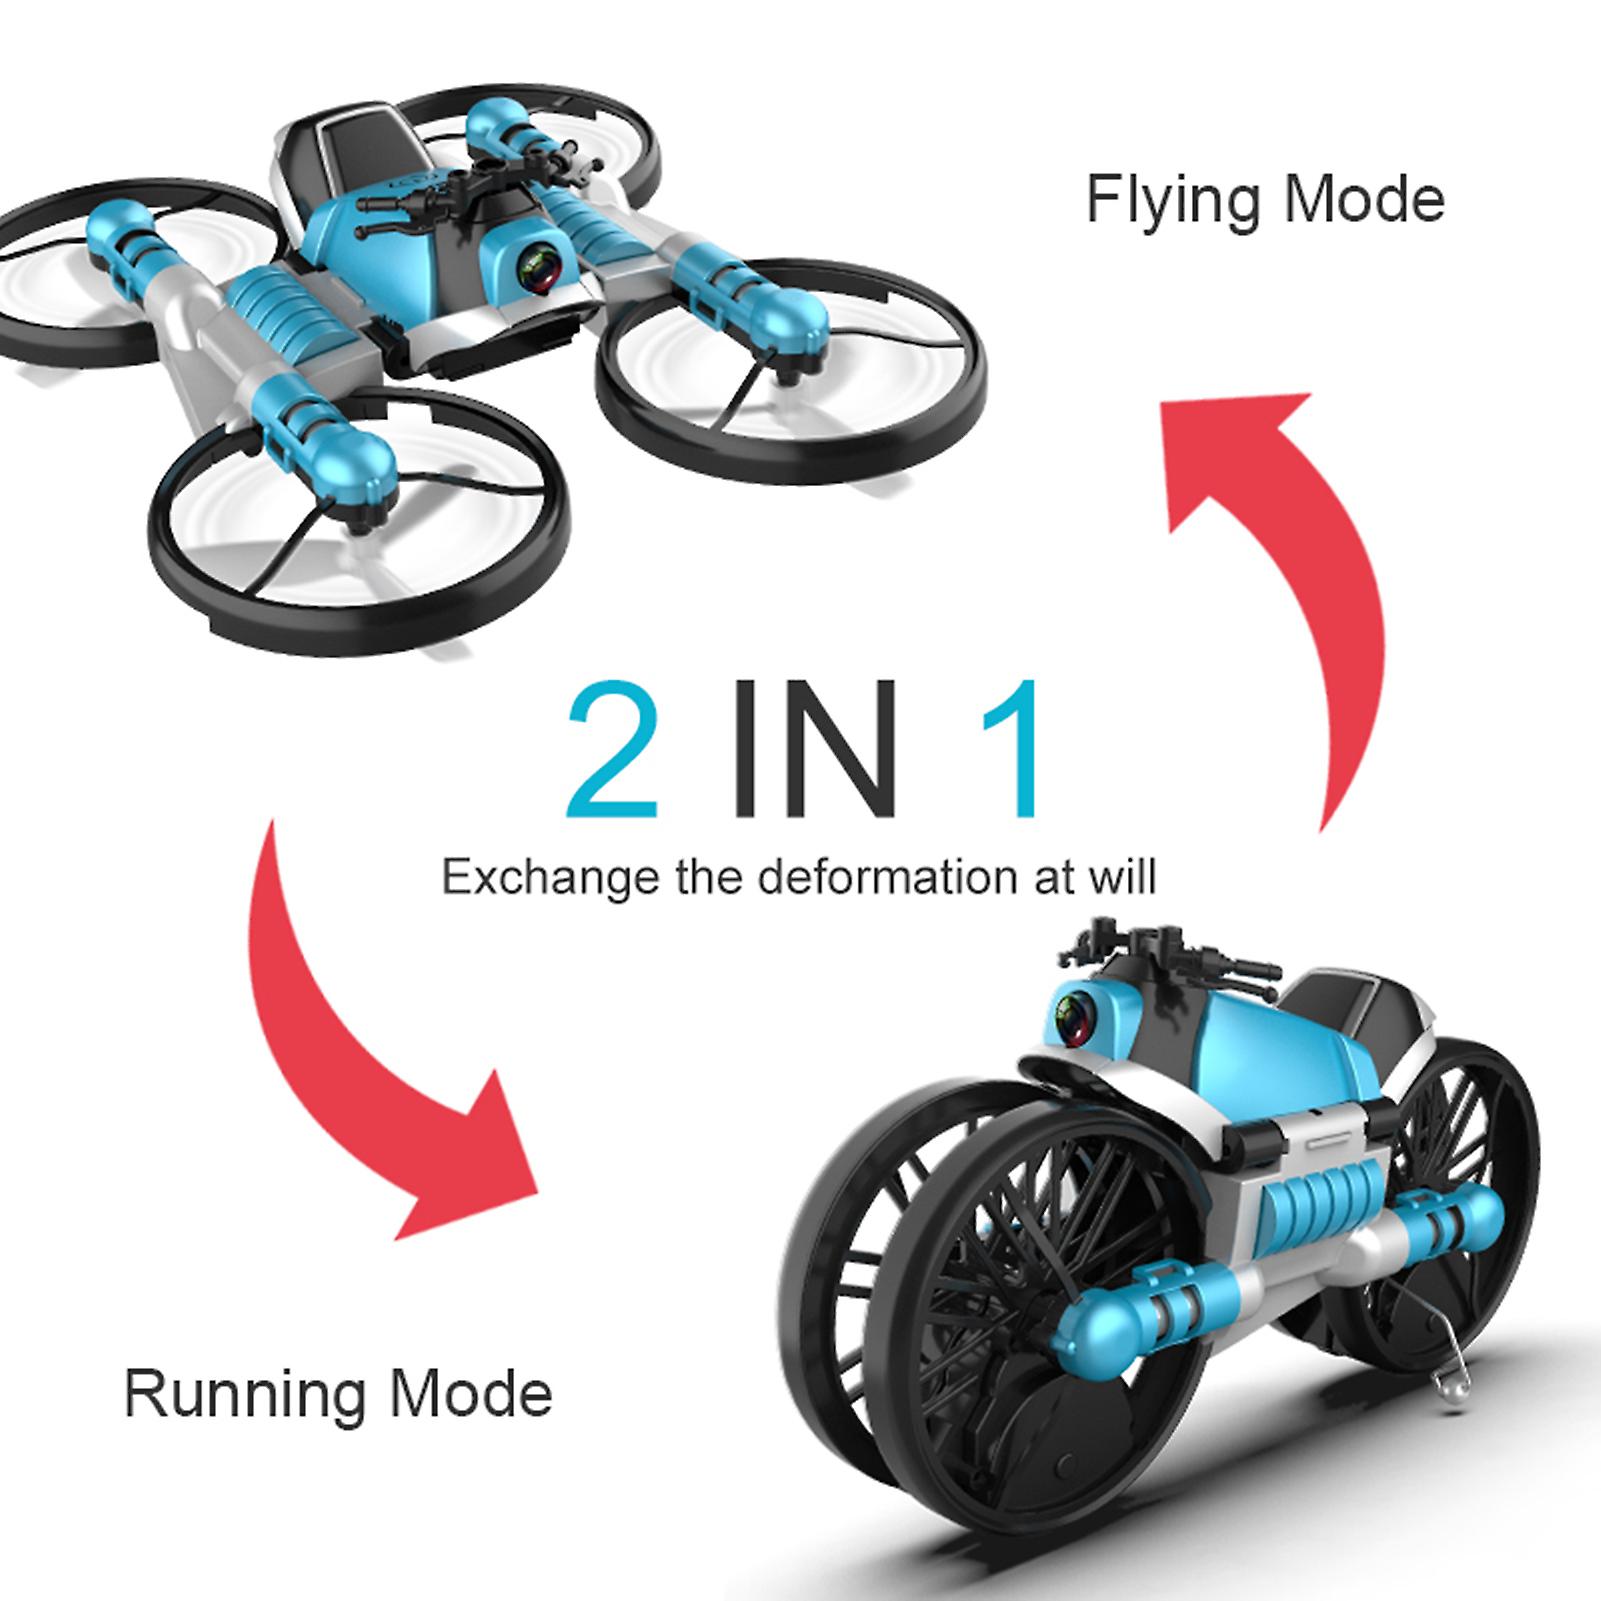 Flying Mode
2 IN 1
Exchange the deformation at will
Running Mode